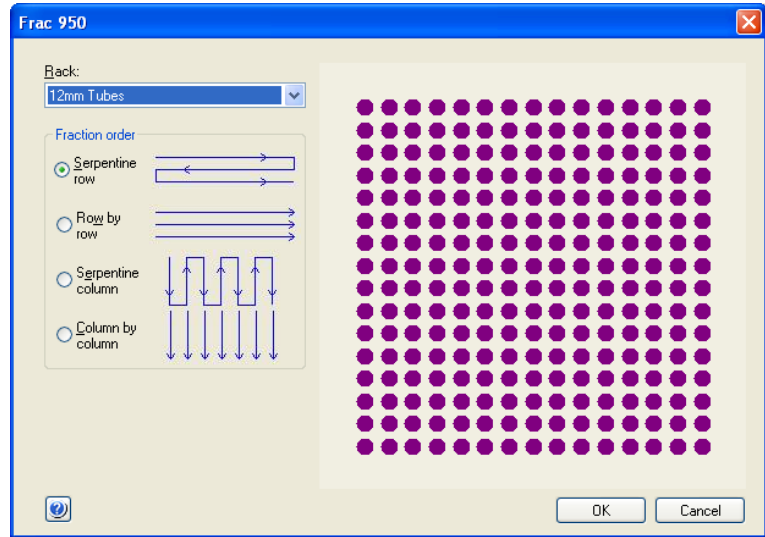 Frac 950
Rack:
12mm Tubes
Fraction order
Serpentine
row
Row by
row
Serpentine
column
Column by
column
OK
Cancel